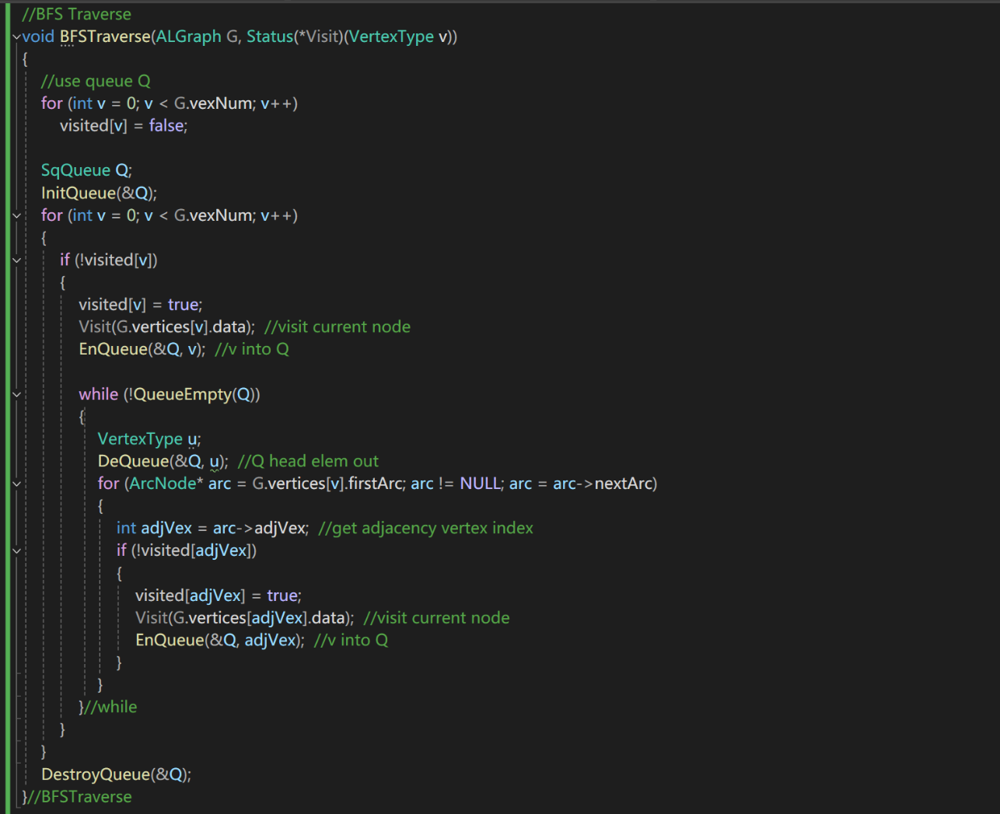 //BFS Traverse
void BFSTraverse(ALGraph G, Status(*Visit)(VertexType v))
{
//use queue Q
for (int v = 0; v < G.vexNum; v++)
visited[v] = false;
SqQueue Q;
InitQueue(&Q);
for (int v = 0; v < G.vexNum; v++)
{
if (!visited[v])
{
visited[v] = true;
Visit(G.vertices[v].data); //visit current node
EnQueue(&Q, v); //v into Q
while (!QueueEmpty(Q))
{
VertexType u;
DeQueue(&Q, u); //Q head elem out
for (ArcNode* arc = G.vertices[v].firstArc; arc != NULL; arc = arc->nextArc)
{
int adjVex = arc->adjVex; //get adjacency vertex index
if (!visited[adjVex])
{
visited[adjVex] = true;
Visit(G.vertices[adjVex].data); //visit current node
EnQueue(&Q, adjVex); //v into Q
}
}
}//while
}
}
DestroyQueue(&Q);
}//BFSTraverse